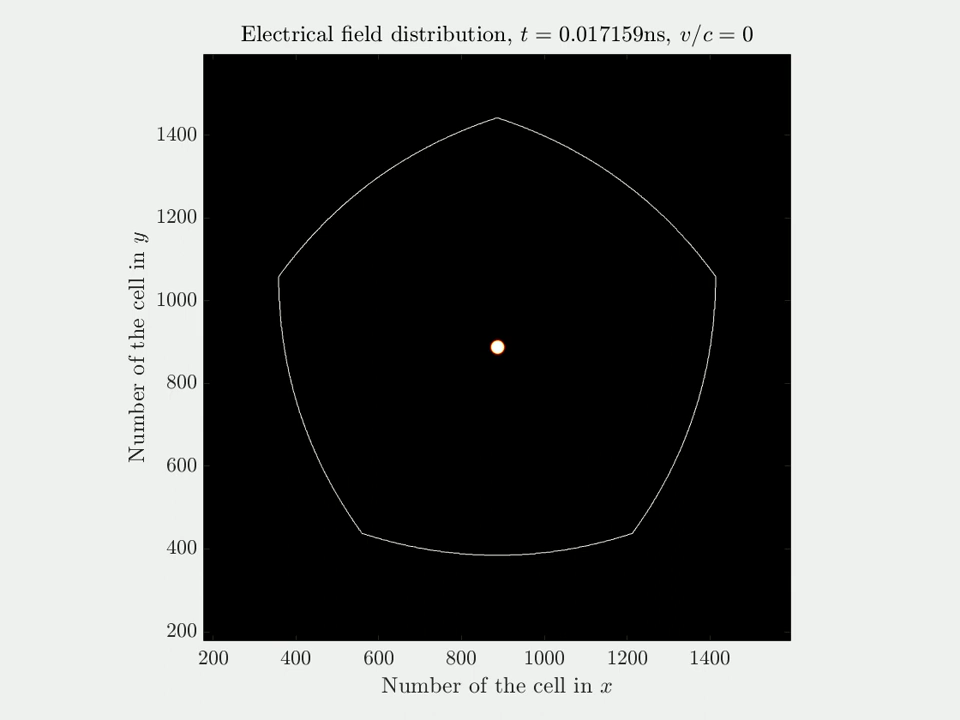 Electrical field distribution, t = 0.017159ns, v/c = 0
Number of the cell in y
1400
1200
1000
800
600
400
200
200 400 600 800 1000 1200 1400
Number of the cell in x